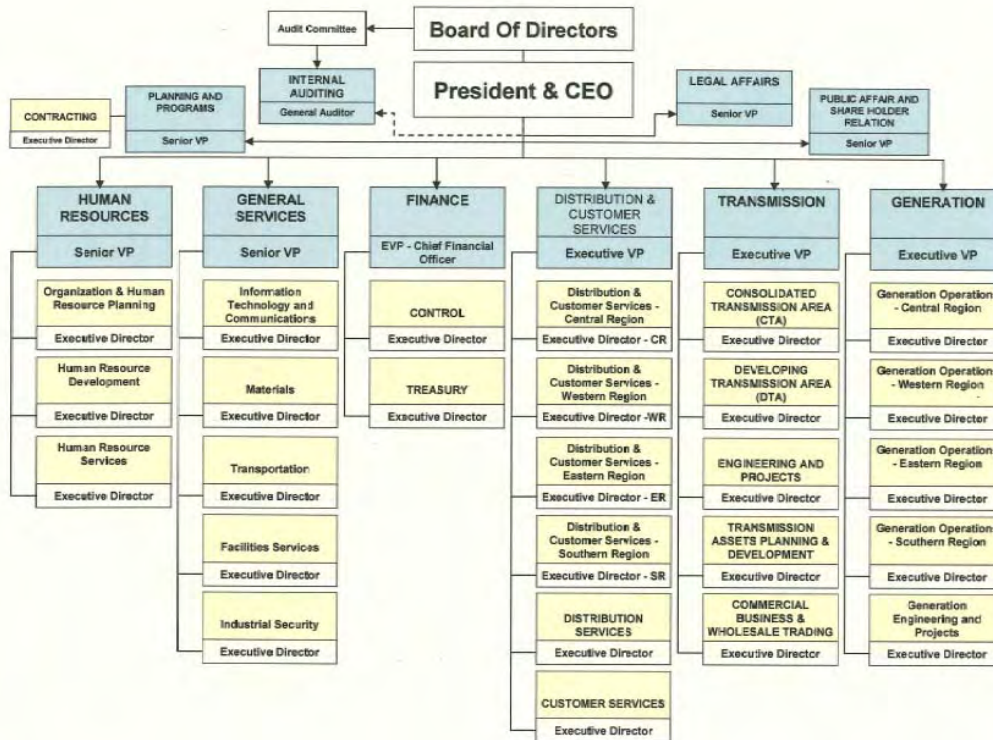 Board Of Directors
Audit Committee
President & CEO
INTERNAL
AUDITING
General Auditor
LEGAL AFFAIRS
Senior VP
PLANNING AND
PROGRAMS
Senior VP
PUBLIC AFFAIR AND
SHARE HOLDER
RELATION
Senior VP
CONTRACTING
Executive Director
HUMAN
RESOURCES
Senior VP
Organization & Human
Resource Planning
Executive Director
Human Resource
Development
Executive Director
Human Resource
Services
Executive Director
GENERAL
SERVICES
Senior VP
Information
Technology and
Communications
Executive Director
Materials
Executive Director
Transportation
Executive Director
Facilities Services
Executive Director
Industrial Security
Executive Director
FINANCE
EVP - Chief Financial
Officer
CONTROL
Executive Director
TREASURY
Executive Director
DISTRIBUTION &
CUSTOMER
SERVICES
Executive VP
Distribution &
Customer Services -
Central Region
Executive Director - CR
Distribution &
Customer Services -
Western Region
Executive Director -WR
Distribution &
Customer Services -
Eastern Region
Executive Director - ER
Distribution &
Customer Services -
Southern Region
Executive Director - SR
DISTRIBUTION
SERVICES
Executive Director
CUSTOMER SERVICES
Executive Director
TRANSMISSION
Executive VP
CONSOLIDATED
TRANSMISSION AREA
(CTA)
Executive Director
DEVELOPING
TRANSMISSION AREA
(DTA)
Executive Director
ENGINEERING AND
PROJECTS
Executive Director
TRANSMISSION
ASSETS PLANNING &
DEVELOPMENT
Executive Director
COMMERCIAL
BUSINESS &
WHOLESALE TRADING
Executive Director
GENERATION
Executive VP
Generation Operations
- Central Region
Executive Director
Generation Operations
- Western Region
Executive Director
Generation Operations
- Eastern Region
Executive Director
Generation Operations
- Southern Region
Executive Director
Generation
Engineering and
Projects
Executive Director